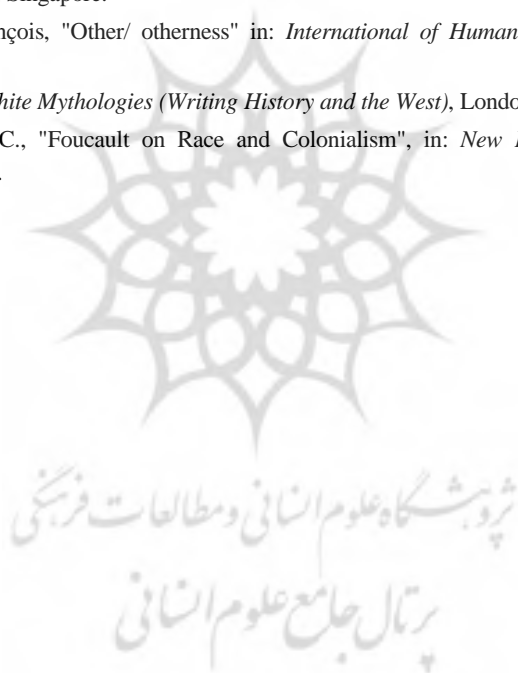 Singapore.
nçois, "Other/ otherness" in: International of Human
hite Mythologies (Writing History and the West), Londo
C., "Foucault on Race and Colonialism", in: New
.
پژوهشگاه علوم انسانی و مطالعات فرهنگی
پرتال جامع علوم انسانی